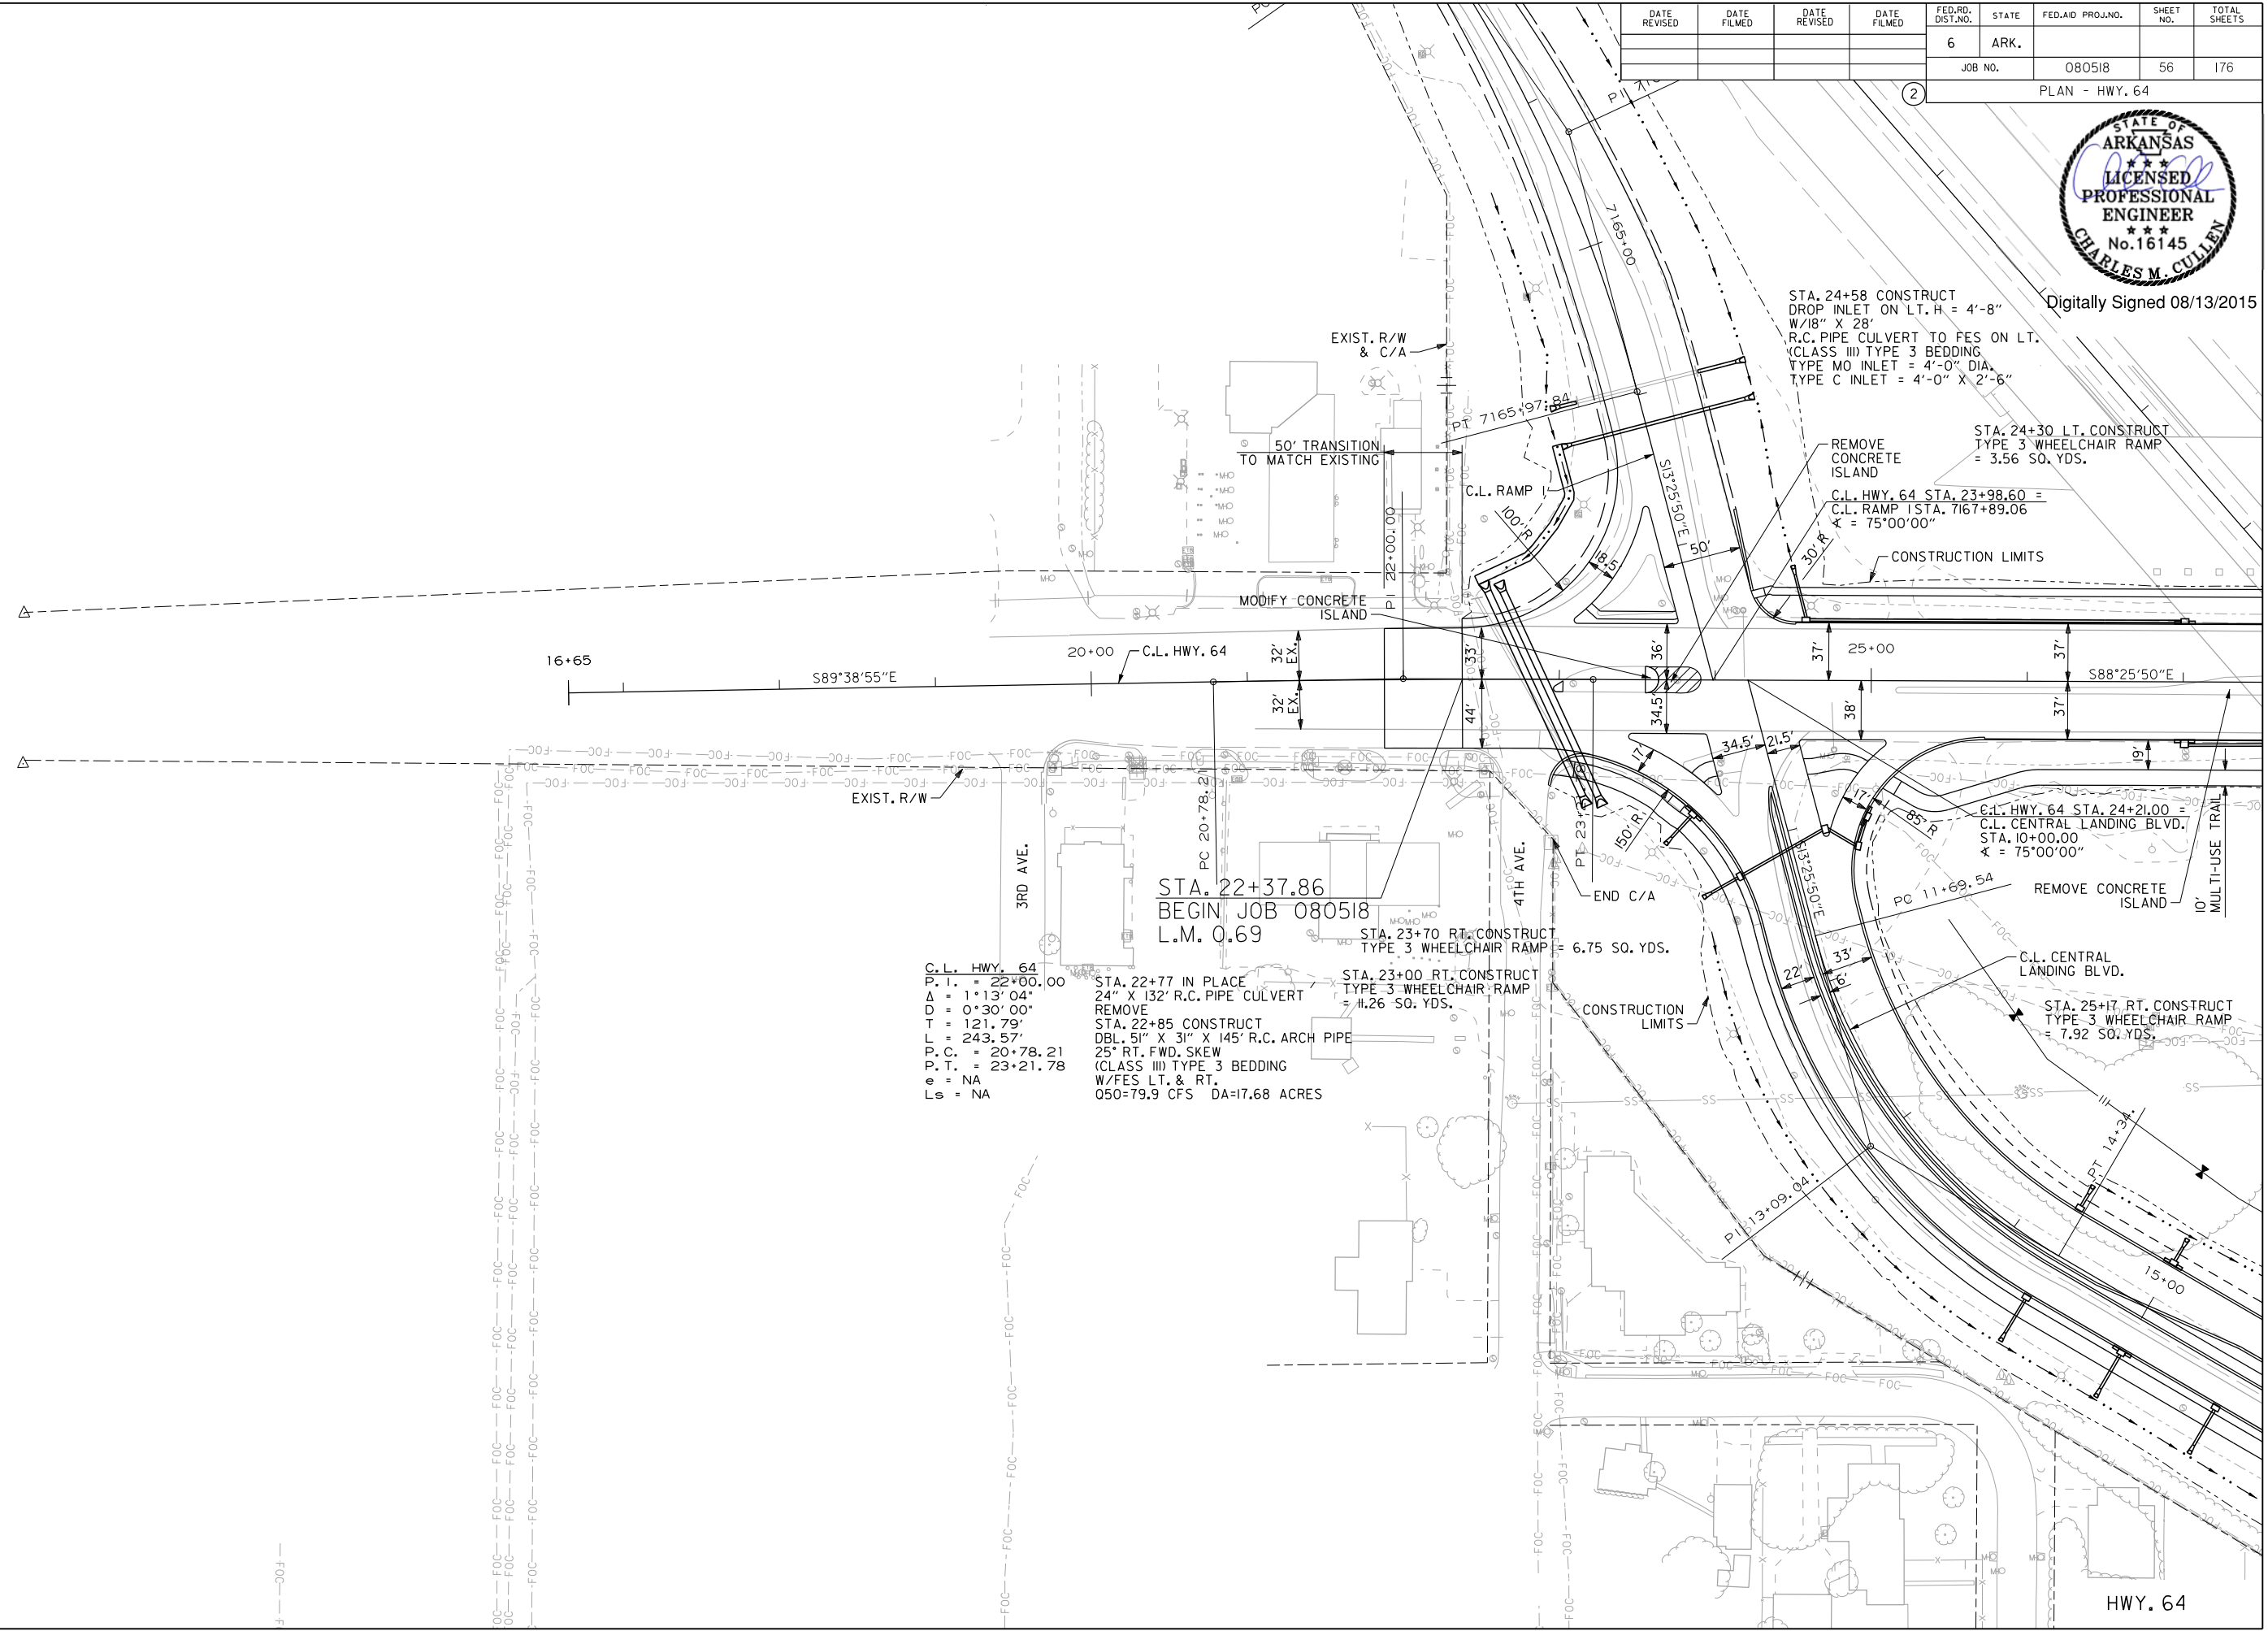 DATE REVISED
DATE FILMED
DATE REVISED
DATE FILMED
FED.RD. DIST.NO.
STATE
FED.AID PROJ.NO.
SHEET NO.
TOTAL SHEETS
6
ARK.
JOB NO.
080518
56
176
2
PLAN - HWY. 64
STATE OF
ARKANSAS
LICENSED
PROFESSIONAL
ENGINEER
No.16145
CHARLES M. CULLEN
Digitally Signed 08/13/2015
7165+00
STA. 24+58 CONSTRUCT
DROP INLET ON LT. H = 4'-8"
W/18" X 28'
R.C. PIPE CULVERT TO FES ON LT.
(CLASS III) TYPE 3 BEDDING
TYPE MO INLET = 4'-0" DIA.
TYPE C INLET = 4'-0" X 2'-6"
EXIST. R/W
& C/A
PT 7165+97.84
50' TRANSITION
TO MATCH EXISTING
C.L. RAMP 1
S13°25'50"E
REMOVE
CONCRETE
ISLAND
STA. 24+30 LT. CONSTRUCT
TYPE 3 WHEELCHAIR RAMP
= 3.56 SQ. YDS.
C.L. HWY. 64 STA. 23+98.60 =
C.L. RAMP 1 STA. 7167+89.06
∢ = 75°00'00"
100' R
18.5
50'
30' R
CONSTRUCTION LIMITS
PI 22+00.00
MODIFY CONCRETE
ISLAND
16+65
20+00
C.L. HWY. 64
S89°38'55"E
32'
EX.
32'
EX.
33'
44'
36'
34.5'
37'
38'
25+00
37'
37'
S88°25'50"E
17'
34.5'
21.5'
19'
EXIST. R/W
PC 20+78.21
3RD AVE.
4TH AVE.
150' R
17'
85' R
C.L. HWY. 64 STA. 24+21.00 =
C.L. CENTRAL LANDING BLVD.
STA. 10+00.00
∢ = 75°00'00"
10'
MULTI-USE TRAIL
S13°25'50"E
STA. 22+37.86
BEGIN JOB 080518
L.M. 0.69
END C/A
PC 11+69.54
REMOVE CONCRETE
ISLAND
STA. 23+70 RT. CONSTRUCT
TYPE 3 WHEELCHAIR RAMP = 6.75 SQ. YDS.
33'
22'
6'
C.L. CENTRAL
LANDING BLVD.
C.L. HWY. 64
P.I. = 22+00.00
Δ = 1°13'04"
D = 0°30'00"
T = 121.79'
L = 243.57'
P.C. = 20+78.21
P.T. = 23+21.78
e = NA
Ls = NA
STA. 22+77 IN PLACE
24" X 132' R.C. PIPE CULVERT
REMOVE
STA. 22+85 CONSTRUCT
DBL. 51" X 31" X 145' R.C. ARCH PIPE
25° RT. FWD. SKEW
(CLASS III) TYPE 3 BEDDING
W/FES LT. & RT.
Q50=79.9 CFS DA=17.68 ACRES
STA. 23+00 RT. CONSTRUCT
TYPE 3 WHEELCHAIR RAMP
= 11.26 SQ. YDS.
CONSTRUCTION
LIMITS
STA. 25+17 RT. CONSTRUCT
TYPE 3 WHEELCHAIR RAMP
= 7.92 SQ. YDS.
PI 13+09.04
PT 14+34.
15+00
HWY. 64